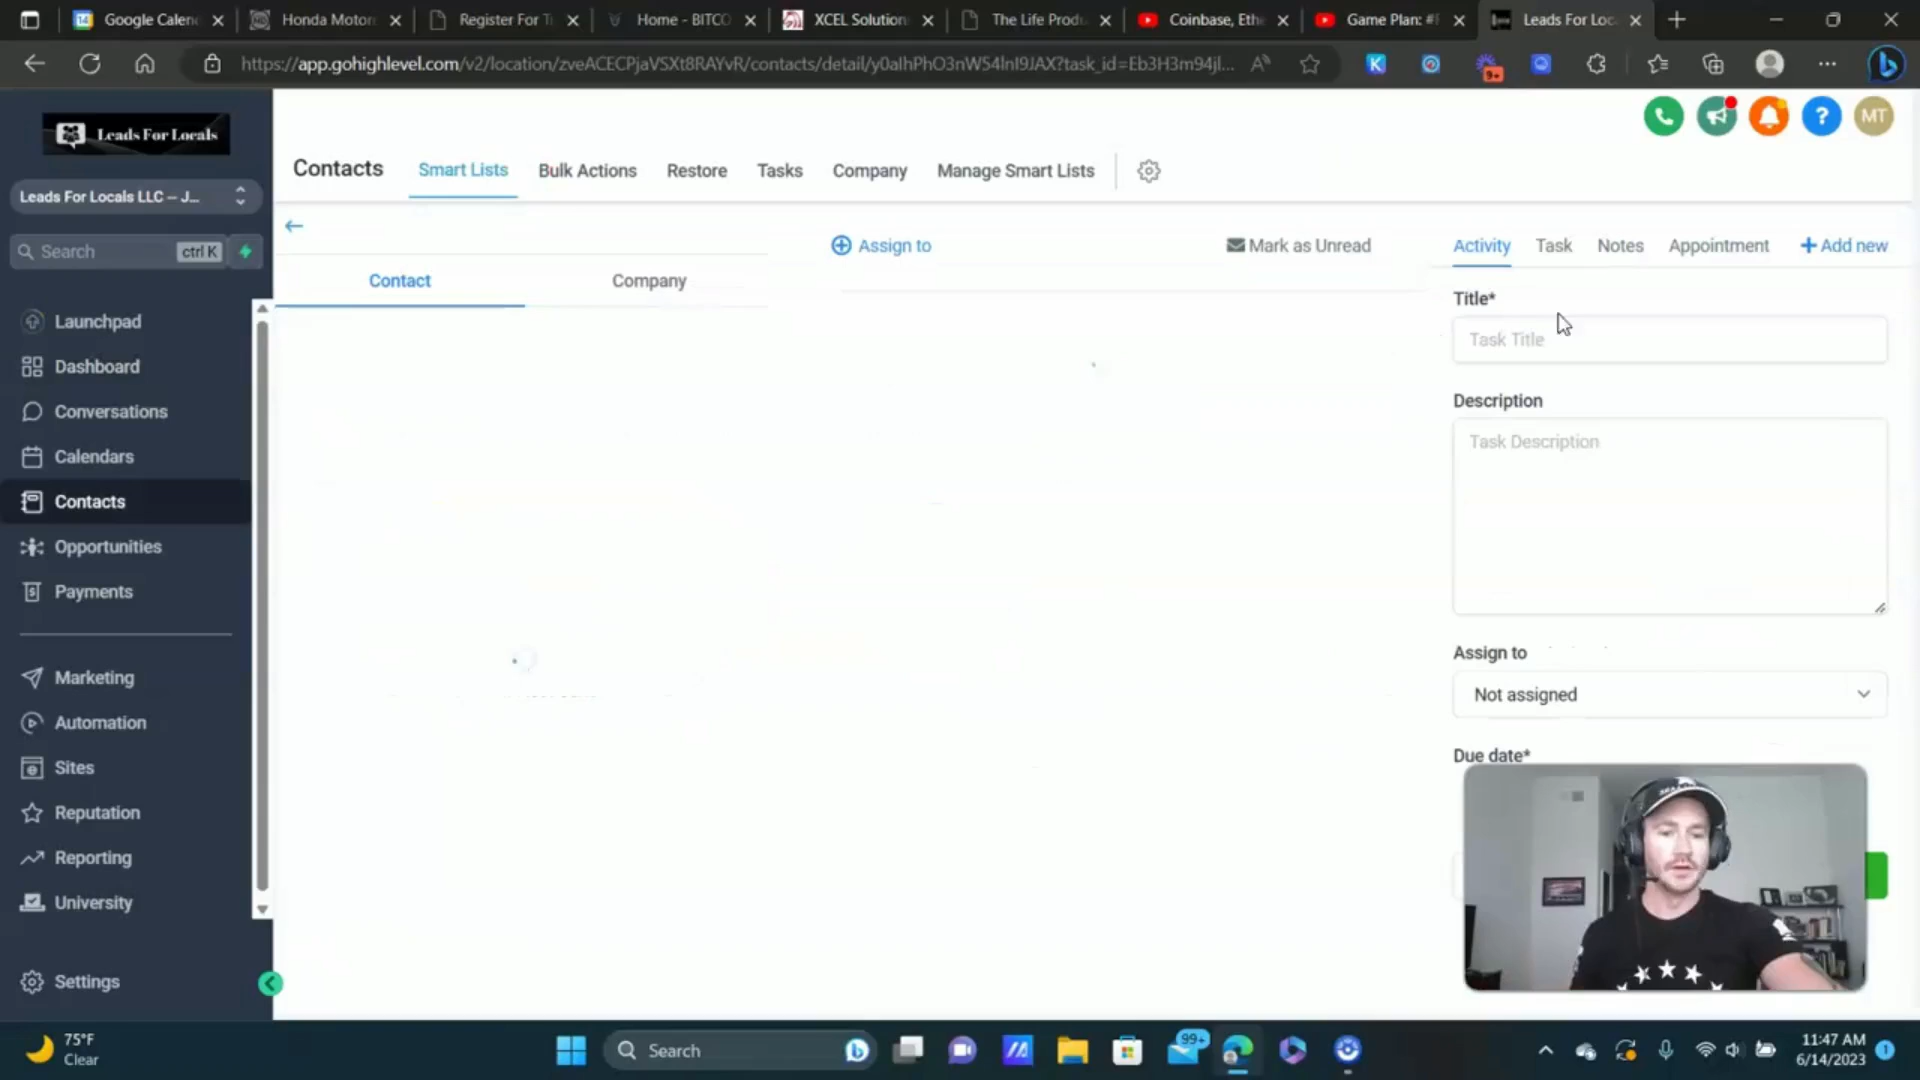 Google Calen
Honda Motor
Register For T
Home - BITCO
XCEL Solution
The Life Produ
Coinbase, Ethe
Game Plan: #
Leads For Loc
https://app.gohighlevel.com/v2/location/zveACECPjaVSXt8RAYvR/contacts/detail/y0alhPhO3nW54lnI9JAX?task_id=Eb3H3m94jl...
9+
Leads For Locals
Leads For Locals LLC – J...
Search
ctrl K
Launchpad
Dashboard
Conversations
Calendars
Contacts
Opportunities
Payments
Marketing
Automation
Sites
Reputation
Reporting
University
Settings
MT
Contacts
Smart Lists
Bulk Actions
Restore
Tasks
Company
Manage Smart Lists
Contact
Company
Assign to
Mark as Unread
Activity
Task
Notes
Appointment
+ Add new
Title*
Task Title
Description
Task Description
Assign to
Not assigned
Due date*
75°F
Clear
Search
99+
11:47 AM
6/14/2023
1